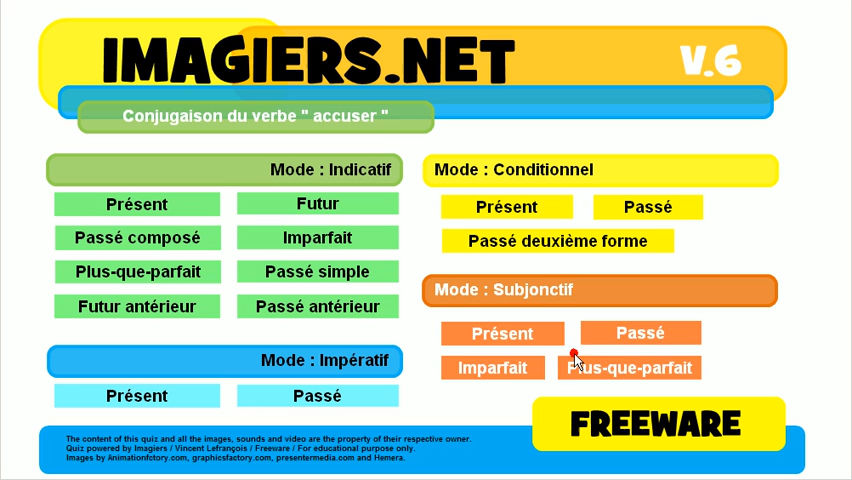 IMAGIERS.NET
V.6
Conjugaison du verbe " accuser "
Mode : Indicatif
Présent
Futur
Passé composé
Imparfait
Plus-que-parfait
Passé simple
Futur antérieur
Passé antérieur
Mode : Impératif
Présent
Passé
Mode : Conditionnel
Présent
Passé
Passé deuxième forme
Mode : Subjonctif
Présent
Passé
Imparfait
Plus-que-parfait
FREEWARE
The content of this quiz and all the images, sounds and video are the property of their respective owner.
Quiz powered by Imagiers / Vincent Lefrançois / Freeware / For educational purpose only.
Images by Animationfctory.com, graphicsfactory.com, presentermedia.com and Hemera.